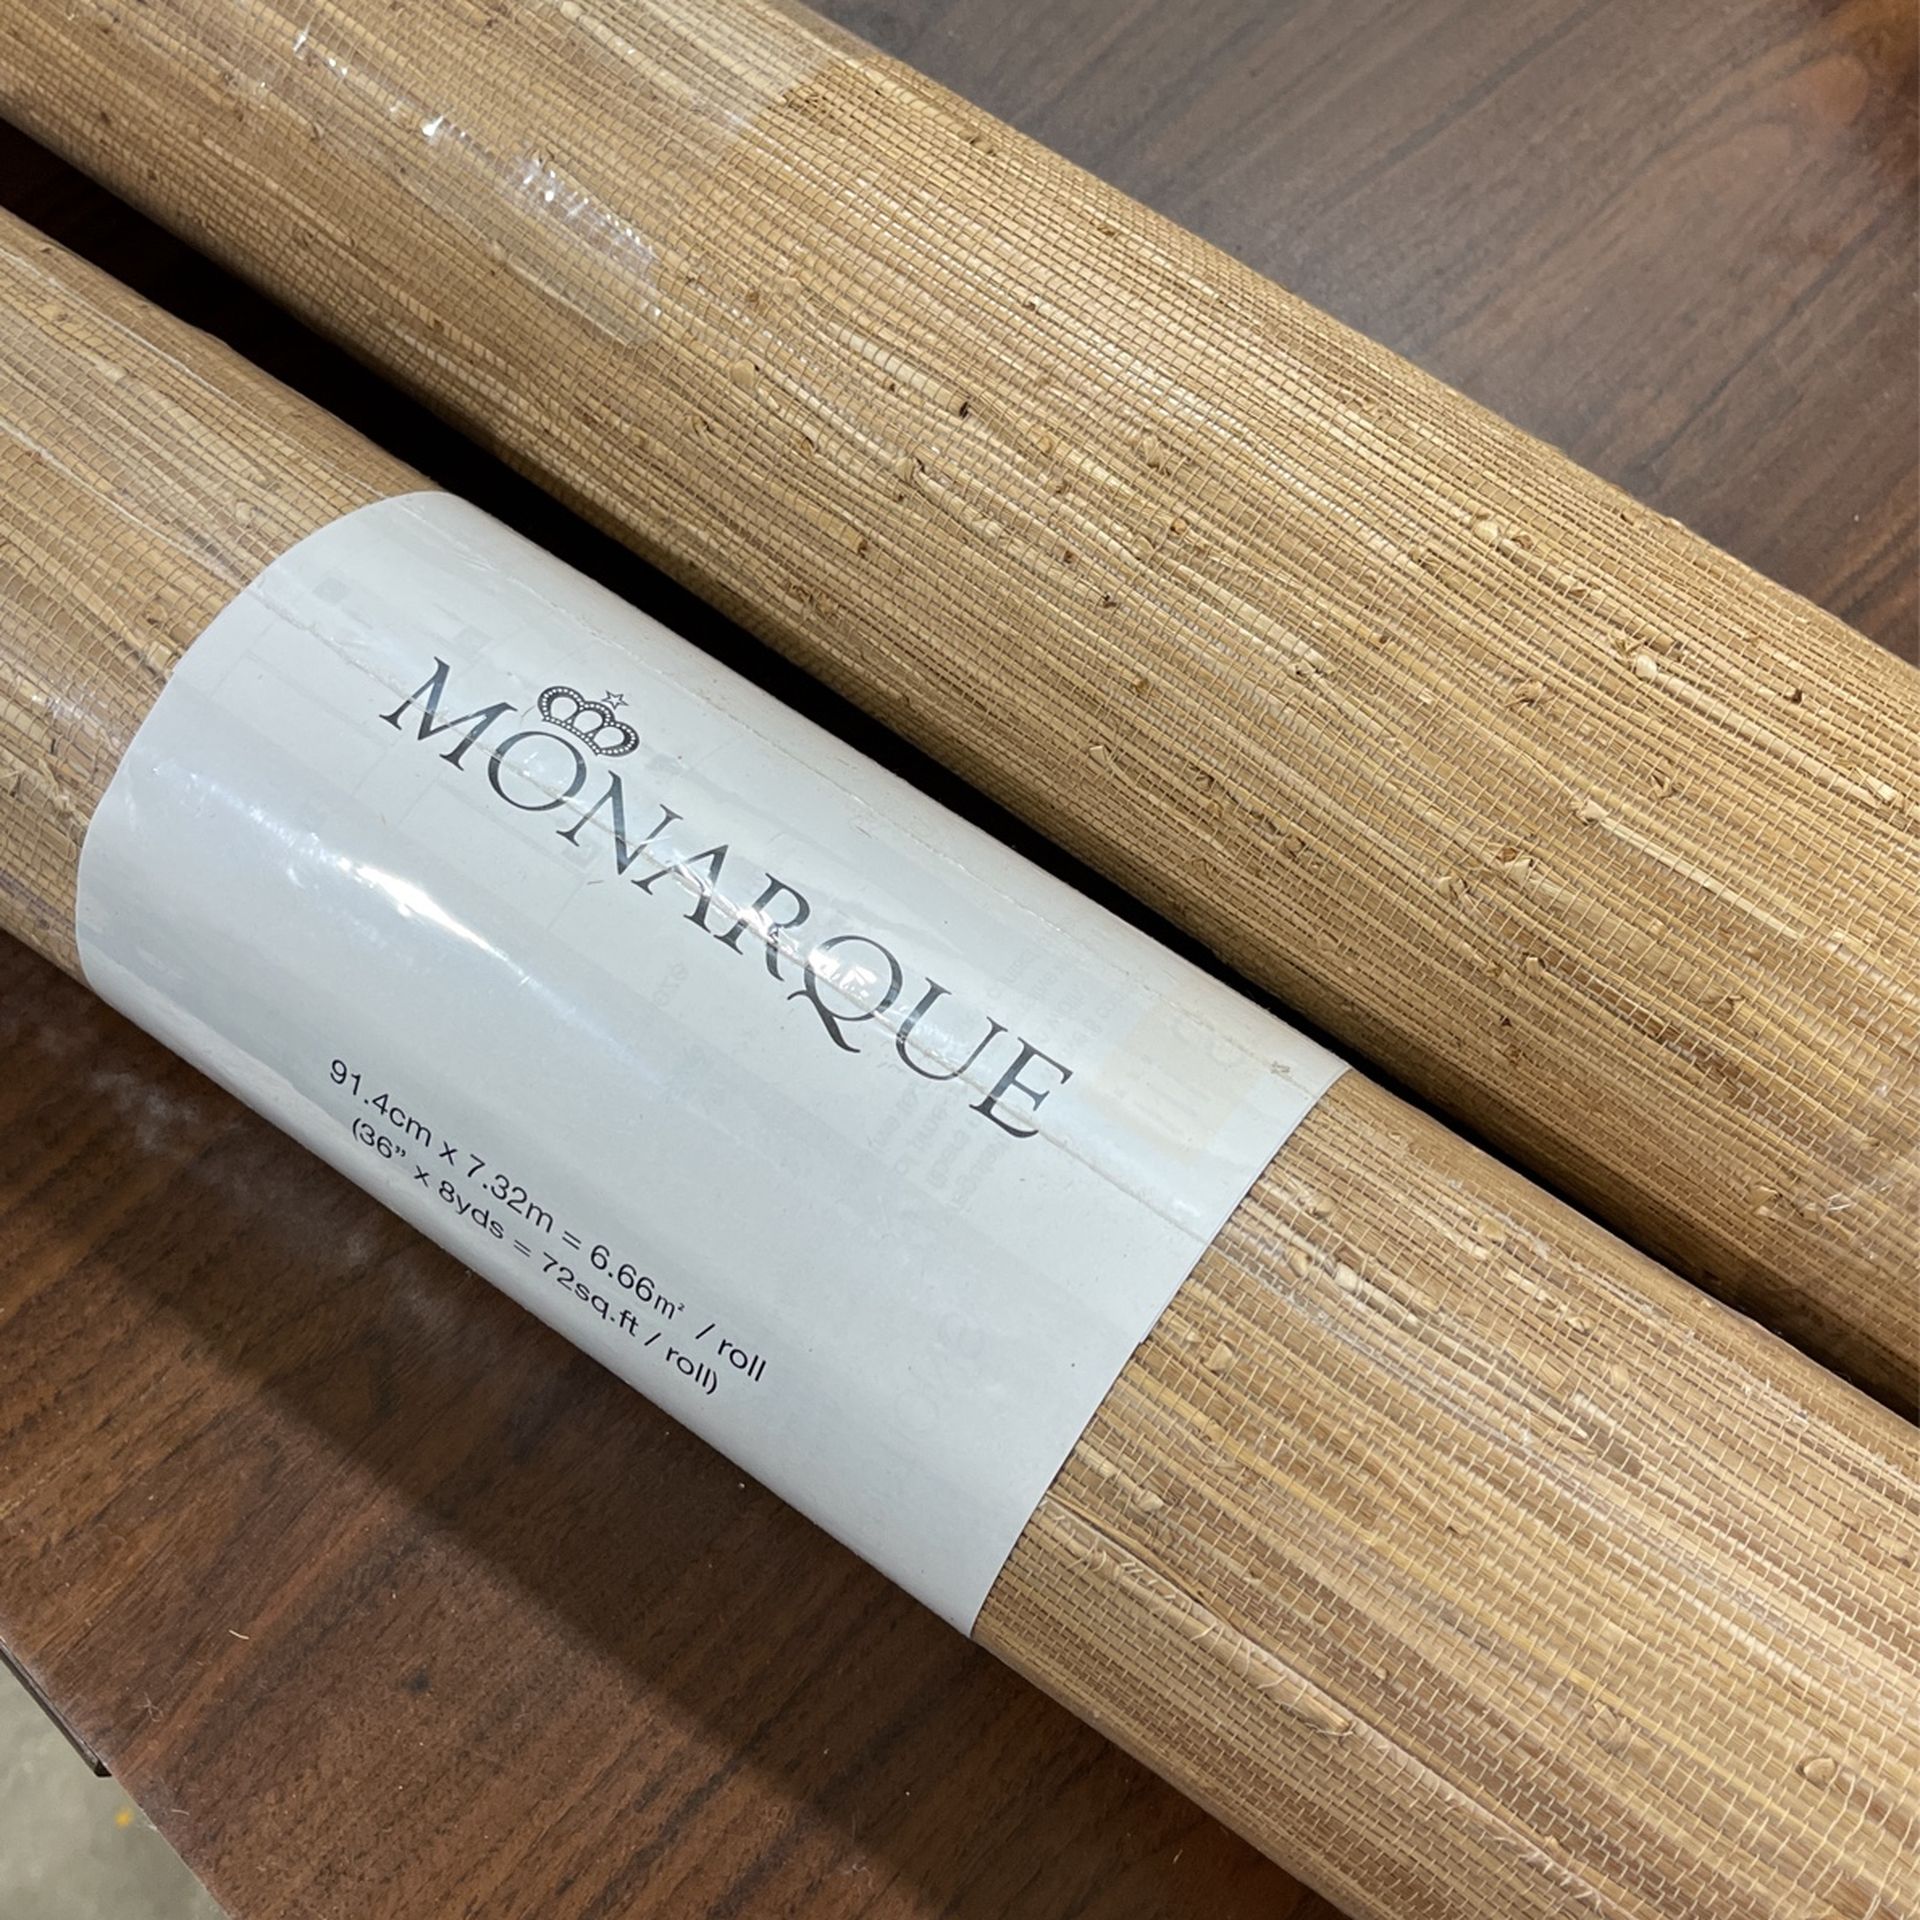 MONARQUE
91.4cm x 7.32m = 6.66m² / roll
(36” x 8yds = 72sq.ft / roll)